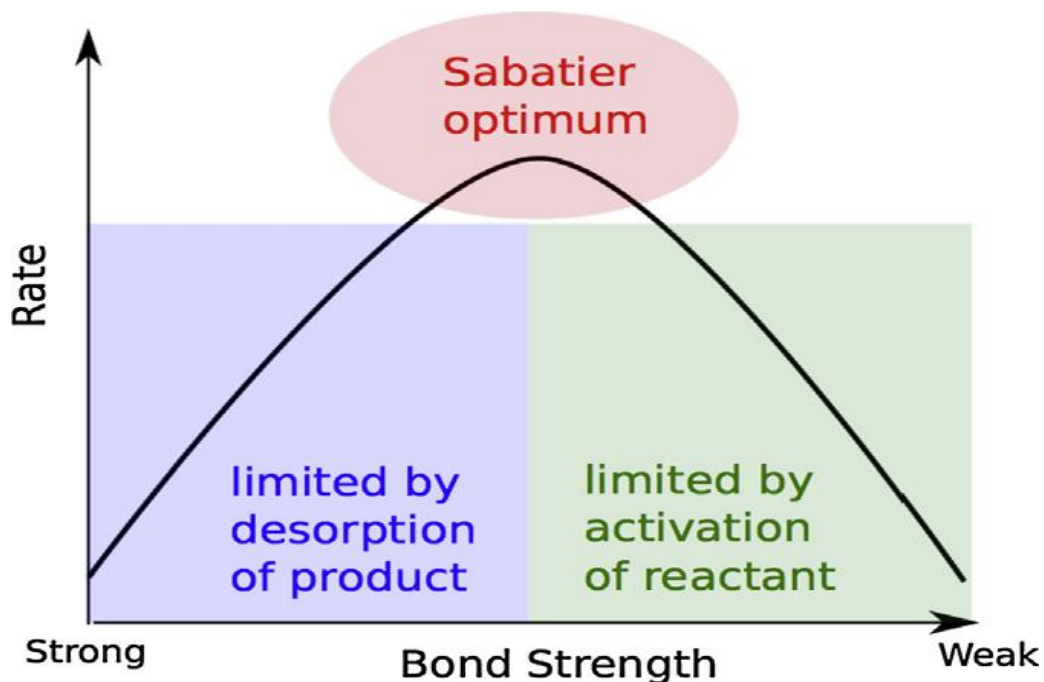 Sabatier
optimum
Rate
limited by
desorption
of product
limited by
activation
of reactant
Strong
Bond Strength
Weak